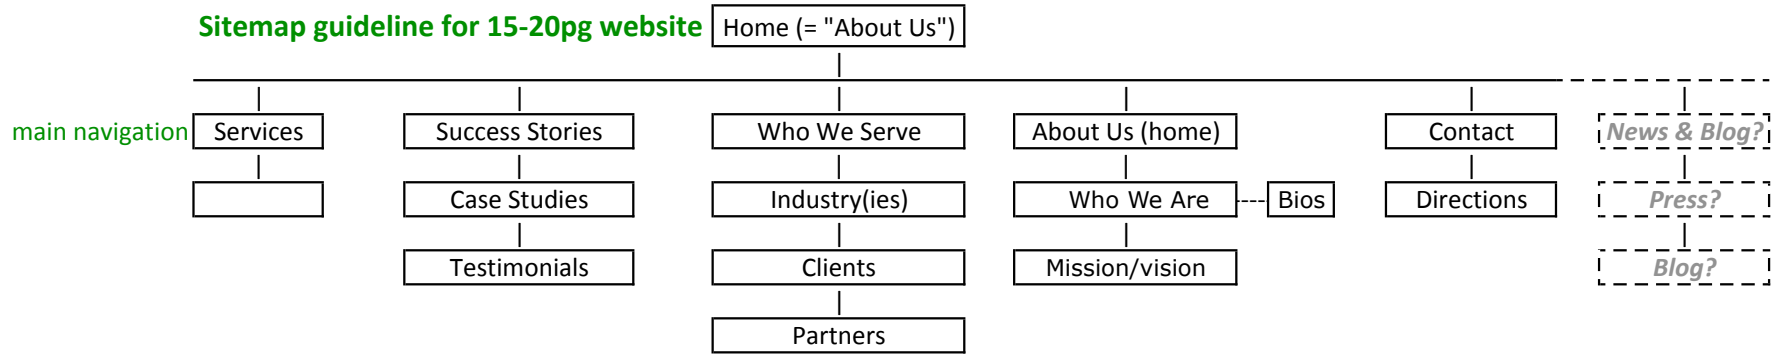 Sitemap guideline for 15-20pg website
Home (= "About Us")
main navigation
Services
Success Stories
Who We Serve
About Us (home)
Contact
News & Blog?
Case Studies
Industry(ies)
Who We Are
Bios
Directions
Press?
Testimonials
Clients
Mission/vision
Blog?
Partners